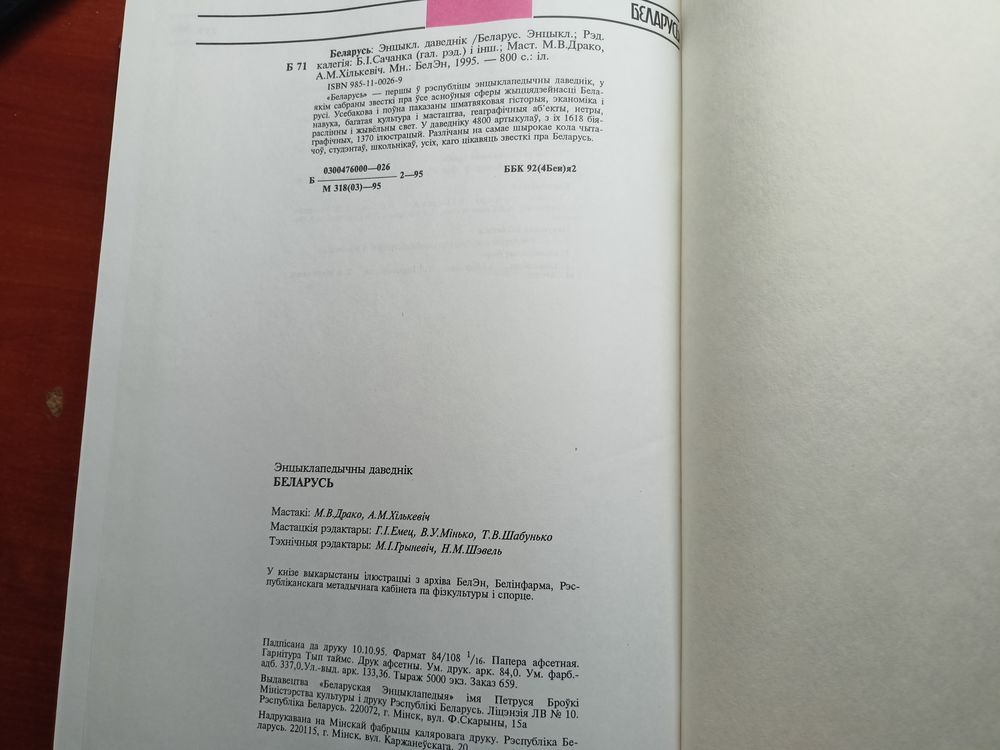 БЕЛАРУСЬ
Беларусь: Энцыкл. даведнік /Беларус. Энцыкл.; Рэд.
Б 71 калегія: Б.І.Сачанка (гал. рэд.) і інш.; Маст. М.В.Драко,
А.М.Хількевіч. Мн.: БелЭн, 1995. — 800 с.: іл.
ISBN 985-11-0026-9
«Беларусь» — першы ў рэспубліцы энцыклапедычны даведнік, у
якім сабраны звесткі пра ўсе асноўныя сферы жыццядзейнасці Бела-
русі. Усебакова і поўна паказаны шматвяковая гісторыя, эканоміка і
навука, багатая культура і мастацтва, геаграфічныя аб'екты, нетры,
раслінны і жывёльны свет. У даведніку 4800 артыкулаў, з іх 1618 бія-
графічных, 1370 ілюстрацый. Разлічаны на самае шырокае кола чыта-
чоў, студэнтаў, школьнікаў, усіх, каго цікавяць звесткі пра Беларусь.
0300476000—026
Б 2—95 ББК 92(4Беи)я2
М 318(03)—95
Энцыклапедычны даведнік
БЕЛАРУСЬ
Мастакі: М.В.Драко, А.М.Хількевіч
Мастацкія рэдактары: Г.І.Емец, В.У.Мінько, Т.В.Шабунько
Тэхнічныя рэдактары: М.І.Грыневіч, Н.М.Шэвель
У кнізе выкарыстаны ілюстрацыі з архіва БелЭн, Белінфарма, Рэс-
публіканскага метадычнага кабінета па фізкультуры і спорце.
Падпісана да друку 10.10.95. Фармат 84/108 1/16. Папера афсетная.
Гарнітура Тып таймс. Друк афсетны. Ум. друк. арк. 84,0. Ум. фарб.-
адб. 337,0,Ул.-выд. арк. 133,36. Тыраж 5000 экз. Заказ 659.
Выдавецтва «Беларуская Энцыклапедыя» імя Петруся Броўкі
Міністэрства культуры і друку Рэспублікі Беларусь. Ліцэнзія ЛВ № 10.
Рэспубліка Беларусь. 220072, г. Мінск, вул. Ф.Скарыны, 15а
Надрукавана на Мінскай фабрыцы каляровага друку. Рэспубліка Бе-
ларусь. 220115, г. Мінск, вул. Каржанеўскага, 20.